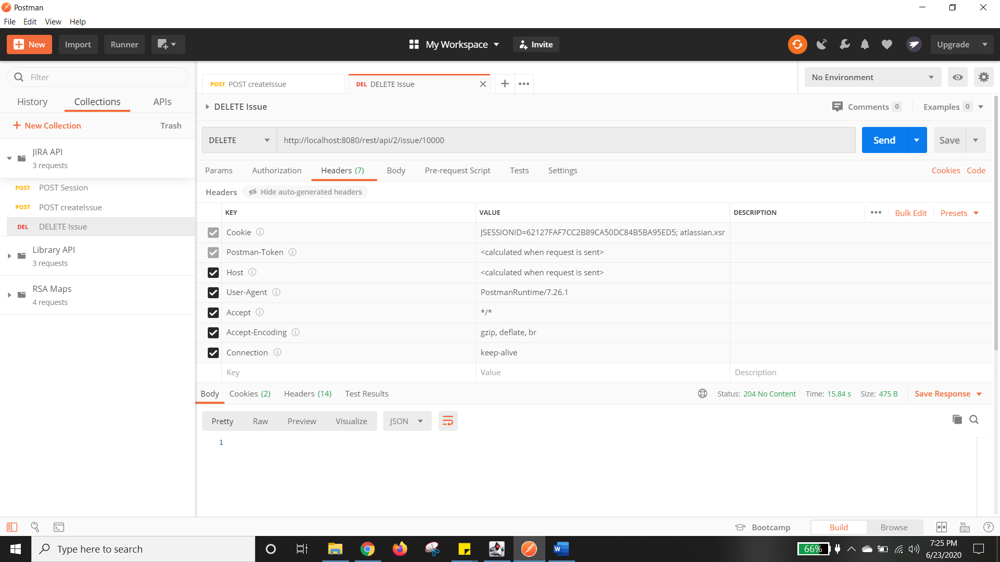 Postman
File Edit View Help
New Import Runner My Workspace Invite Upgrade
Filter
History Collections APIs
New Collection Trash
JIRA API
3 requests
POST POST Session
POST POST createIssue
DEL DELETE Issue
Library API
3 requests
RSA Maps
4 requests
POST POST createIssue DEL DELETE Issue
No Environment
DELETE Issue Comments 0 Examples 0
DELETE http://localhost:8080/rest/api/2/issue/10000 Send Save
Params Authorization Headers (7) Body Pre-request Script Tests Settings Cookies Code
Headers Hide auto-generated headers
KEY VALUE DESCRIPTION Bulk Edit Presets
Cookie JSESSIONID=62127FAF7CC2B89CA50DC84B5BA95ED5; atlassian.xsr
Postman-Token <calculated when request is sent>
Host <calculated when request is sent>
User-Agent PostmanRuntime/7.26.1
Accept */*
Accept-Encoding gzip, deflate, br
Connection keep-alive
Key Value Description
Body Cookies (2) Headers (14) Test Results Status: 204 No Content Time: 15.84 s Size: 475 B Save Response
Pretty Raw Preview Visualize JSON
1
Bootcamp Build Browse
Type here to search 66% 7:25 PM
6/23/2020